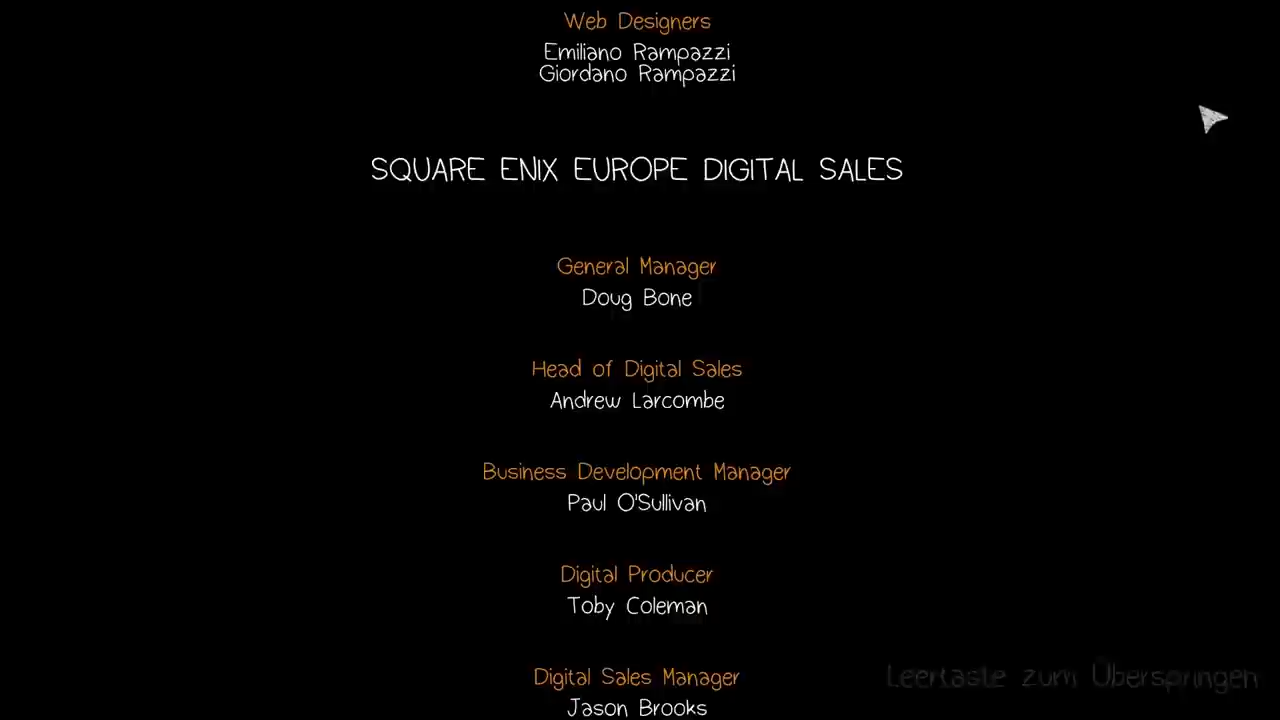 Web Designers
Emiliano Rampazzi
Giordano Rampazzi
SQUARE ENIX EUROPE DIGITAL SALES
General Manager
Doug Bone
Head of Digital Sales
Andrew Larcombe
Business Development Manager
Paul O'Sullivan
Digital Producer
Toby Coleman
Digital Sales Manager
Jason Brooks
Leertaste zum Überspringen